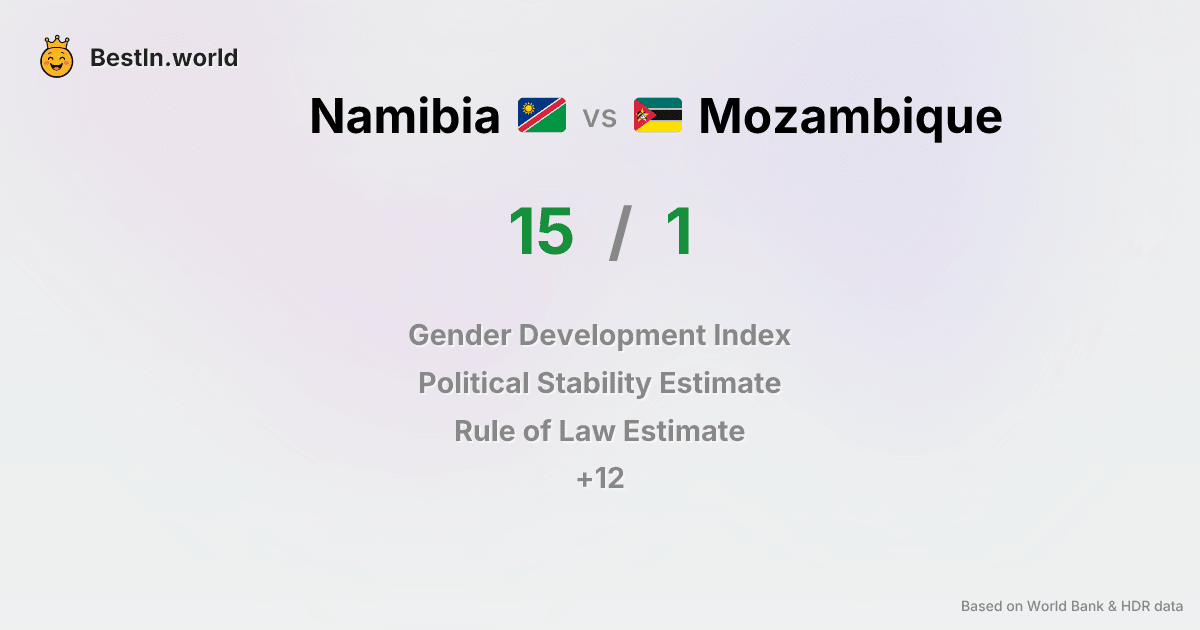 BestIn.world
Namibia vs Mozambique
15 / 1
Gender Development Index
Political Stability Estimate
Rule of Law Estimate
+12
Based on World Bank & HDR data